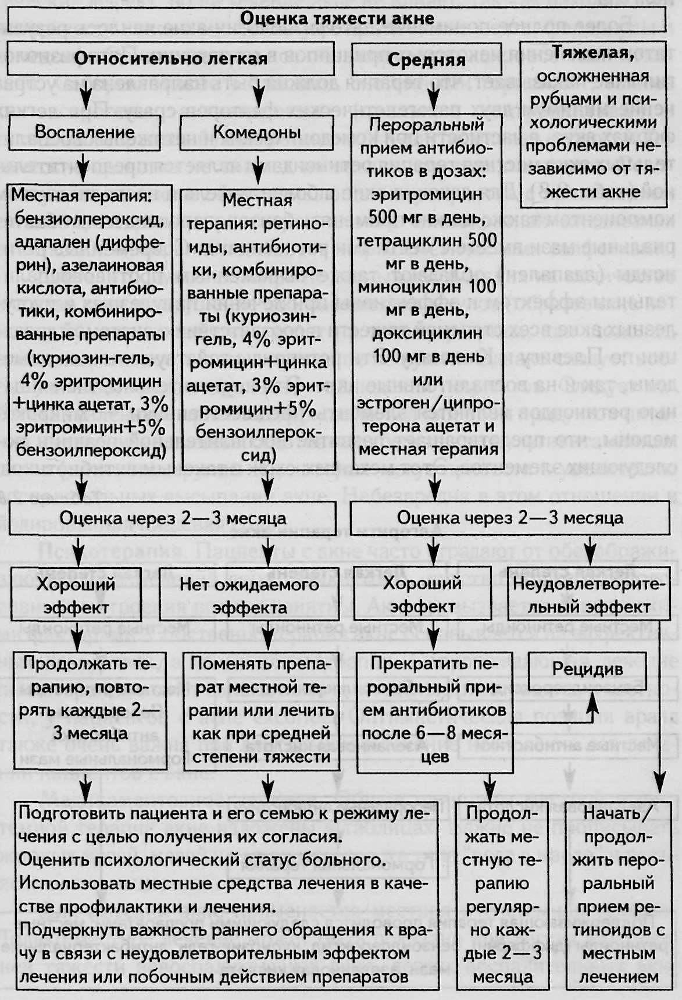 Оценка тяжести акне
Относительно легкая
Средняя
Тяжелая,
осложненная
рубцами и пси-
хологическими
проблемами не-
зависимо от тя-
жести акне
Воспаление
Комедоны
Местная терапия:
бензиолпероксид,
адапален (диффе-
рин), азелаиновая
кислота, антибио-
тики, комбиниро-
ванные препараты
(куриозин-гель,
4% эритромицин
+цинка ацетат, 3%
эритромицин+5%
бензоилпероксид)
Местная
терапия: ретино-
иды, антибиоти-
ки, комбиниро-
ванные препара-
ты (куриозин-
гель, 4% эрит-
ромицин+цинка
ацетат, 3% эрит-
ромицин+5%
бензоилперок-
сид)
Пероральный
прием антибио-
тиков в дозах:
эритромицин
500 мг в день,
тетрациклин 500
мг в день,
миноциклин 100
мг в день,
доксициклин
100 мг в день
или
эстроген/ципро-
терона ацетат и
местная терапия
Оценка через 2—3 месяца
Оценка через 2—3 месяца
Хороший
эффект
Нет ожидаемого
эффекта
Хороший
эффект
Неудовлетворите-
льный эффект
Продолжать те-
рапию, повто-
рять каждые 2—
3 месяца
Поменять препа-
рат местной те-
рапии или лечить
как при средней
степени тяжести
Прекратить пе-
роральный при-
ем антибиотиков
после 6—8 меся-
цев
Рецидив
Подготовить пациента и его семью к режиму ле-
чения с целью получения их согласия.
Оценить психологический статус больного.
Использовать местные средства лечения в каче-
стве профилактики и лечения.
Подчеркнуть важность раннего обращения к вра-
чу в связи с неудовлетворительным эффектом
лечения или побочным действием препаратов
Продол-
жать ме-
стную те-
рапию
регуляр-
но каж-
дые 2—3
месяца
Начать/
продол-
жить перо-
ральный
прием ре-
тиноидов с
местным
лечением